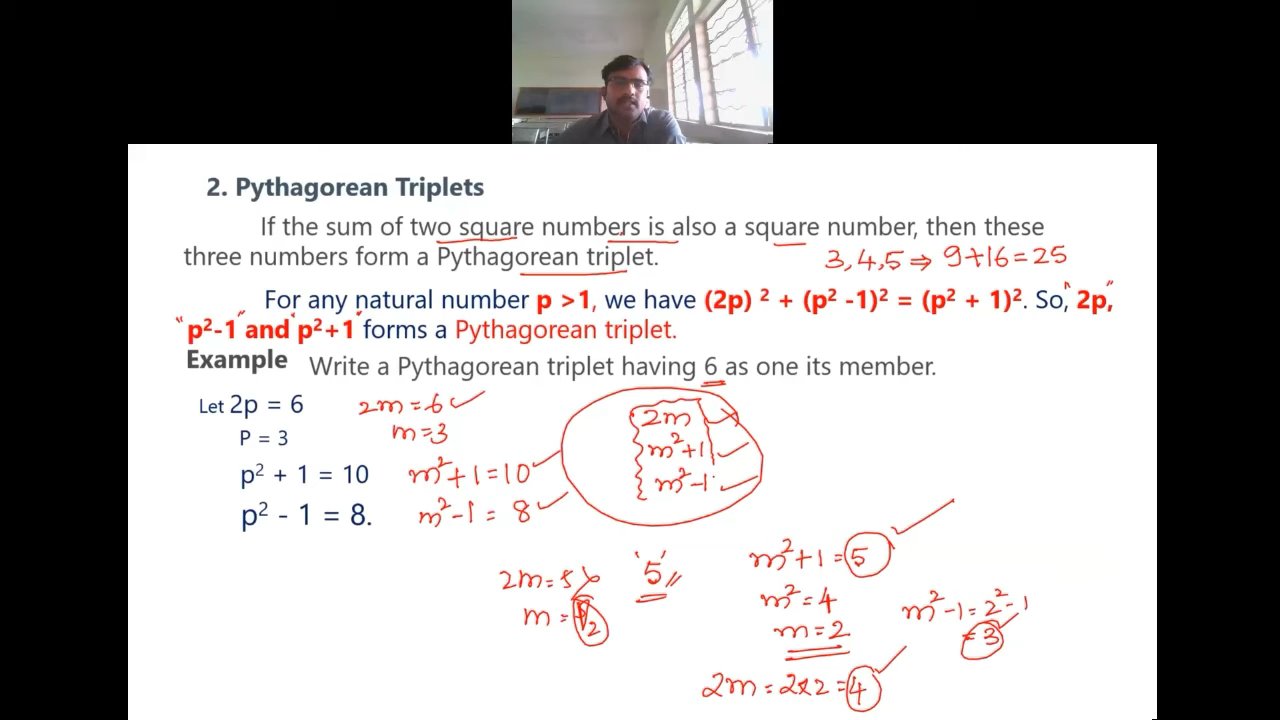 2. Pythagorean Triplets
If the sum of two square numbers is also a square number, then these
three numbers form a Pythagorean triplet.
3,4,5 ⇒ 9+16=25
For any natural number p >1, we have (2p) ² + (p² -1)² = (p² + 1)². So, "2p,"
"p²-1" and "p²+1" forms a Pythagorean triplet.
Example Write a Pythagorean triplet having 6 as one its member.
Let 2p = 6
2m = 6
P = 3
m = 3
p² + 1 = 10
m²+1 = 10
p² - 1 = 8.
m²-1 = 8
2m
m²+1
m²-1
2m = 5
'5'
m²+1 = 5
m²=4
m=2
m²-1 = 2²-1
= 3
2m = 2x2 = 4